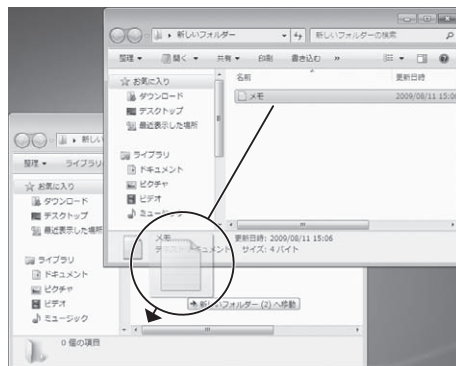 新しいフォルダー
新しいフォルダーの検索
整理
開く
共有
印刷
書き込む
»
お気に入り
ダウンロード
デスクトップ
最近表示した場所
ライブラリ
ドキュメント
ピクチャ
ビデオ
ミュージック
名前
更新日時
メモ
2009/08/11 15:06
メモ
更新日時: 2009/08/11 15:06
サイズ: 4 バイト
新しい
整理
ライブラリ
お気に入り
ダウンロード
デスクトップ
最近表示した場所
ライブラリ
ドキュメント
ピクチャ
ビデオ
ミュージック
新しいフォルダー (2) へ移動
0 個の項目